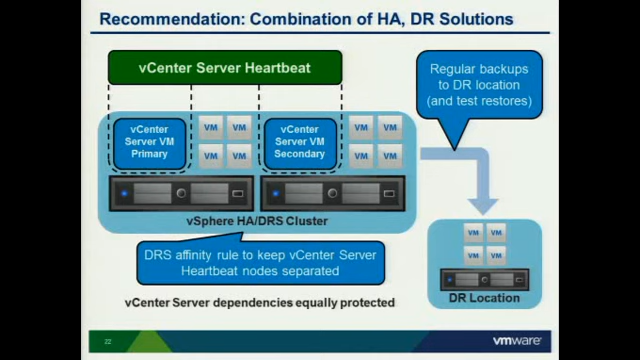 Recommendation: Combination of HA, DR Solutions
vCenter Server Heartbeat
Regular backups
to DR location
(and test restores)
vCenter
Server VM
Primary
VM VM
VM VM
vCenter
Server VM
Secondary
VM VM
VM VM
vSphere HA/DRS Cluster
DRS affinity rule to keep vCenter Server
Heartbeat nodes separated
VM VM
VM VM
DR Location
vCenter Server dependencies equally protected
22
vmware